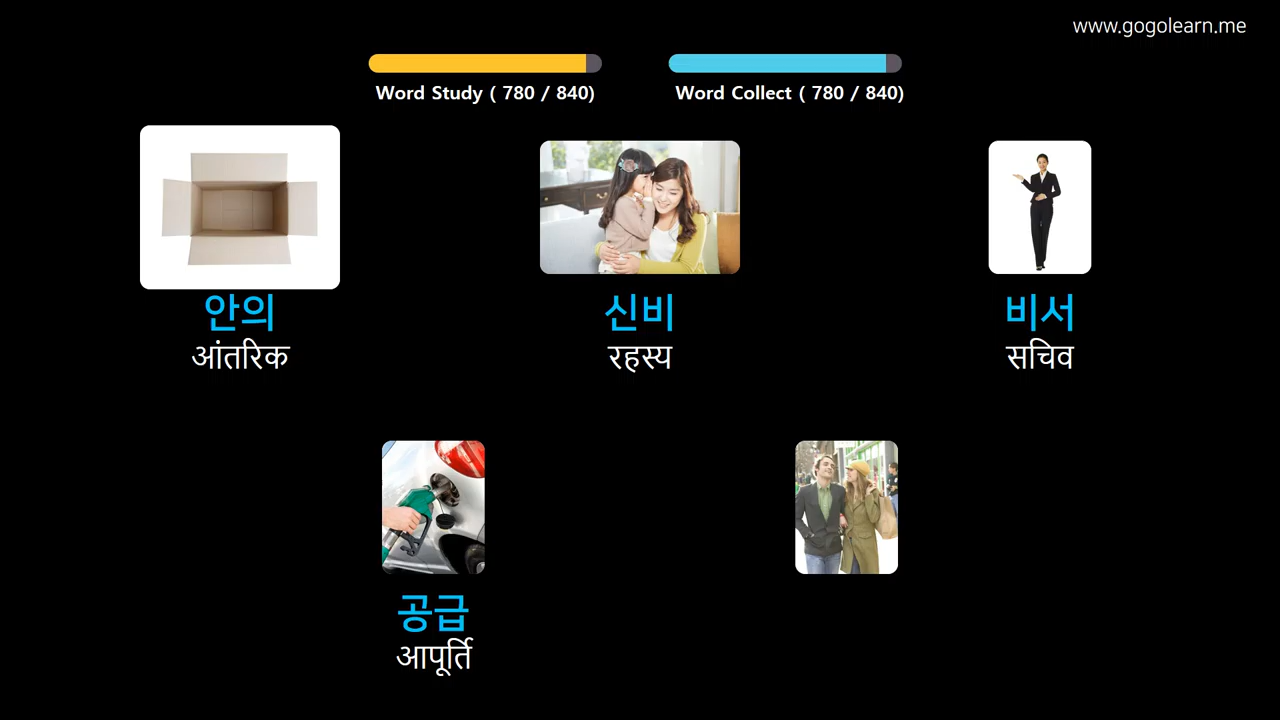 www.gogolearn.me
Word Study ( 780 / 840)
Word Collect ( 780 / 840)
안의
आंतरिक
신비
रहस्य
비서
सचिव
공급
आपूर्ति